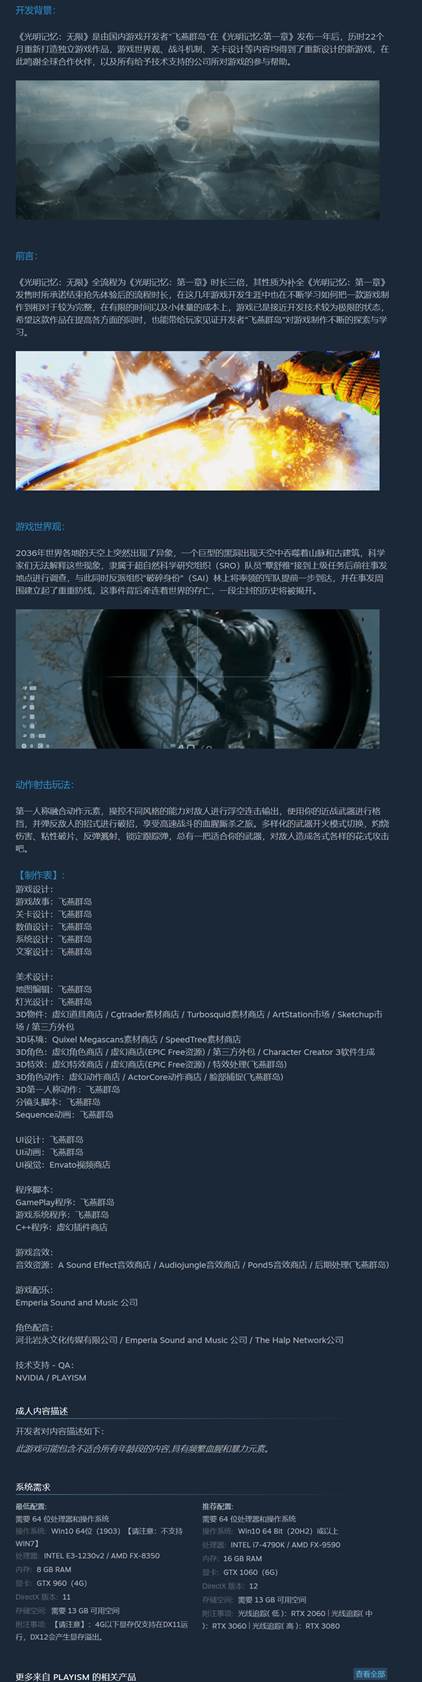 开发背景:
《光明记忆：无限》是由国内游戏开发者“飞燕群岛”在《光明记忆:第一章》发布一年后，历时22个
月重新打造独立游戏作品，游戏世界观、战斗机制、关卡设计等内容均得到了重新设计的新游戏，在
此鸣谢全球合作伙伴，以及所有给予技术支持的公司所对游戏的参与帮助。
前言:
《光明记忆：无限》全流程为《光明记忆：第一章》时长三倍，其性质为补全《光明记忆：第一章》
发售时所承诺结束抢先体验后的流程时长，在这几年游戏开发生涯中也在不断学习如何把一款游戏制
作到相对于较为完整，在有限的时间以及小体量的成本上，游戏已是接近开发技术较为极限的状态，
希望这款作品在提高各方面的同时，也能带给玩家见证开发者“飞燕群岛”对游戏制作不断的探索与学
习。
游戏世界观:
2036年世界各地的天空上突然出现了异象，一个巨型的黑洞出现天空中吞噬着山脉和古建筑，科学
家们无法解释这些现象，隶属于超自然科学研究组织（SRO）队员“覃舒雅”接到上级任务后前往事发
地点进行调查，与此同时反派组织“破碎身份”（SAI）林上将率领的军队提前一步到达，并在事发周
围建立起了重重防线，这事件背后牵连着世界的存亡，一段尘封的历史将被揭开。
动作射击玩法:
第一人称融合动作元素，操控不同风格的能力对敌人进行浮空连击输出，使用你的近战武器进行格
挡，并弹反敌人的招式进行破招，享受高速战斗的血腥厮杀之旅。多样化的武器开火模式切换，灼烧
伤害、粘性破片、反弹溅射、锁定跟踪弹，总有一把适合你的武器，对敌人造成各式各样的花式攻击
吧。
【制作表】:
游戏设计:
游戏故事：飞燕群岛
关卡设计：飞燕群岛
数值设计：飞燕群岛
系统设计：飞燕群岛
文案设计：飞燕群岛
美术设计:
地图编辑：飞燕群岛
灯光设计：飞燕群岛
3D物件：虚幻道具商店 / Cgtrader素材商店 / Turbosquid素材商店 / ArtStation市场 / Sketchup市
场 / 第三方外包
3D环境：Quixel Megascans素材商店 / SpeedTree素材商店
3D角色：虚幻角色商店 / 虚幻商店(EPIC Free资源) / 第三方外包 / Character Creator 3软件生成
3D特效：虚幻特效商店 / 虚幻商店(EPIC Free资源) / 特效处理(飞燕群岛)
3D角色动作：虚幻动作商店 / ActorCore动作商店 / 脸部捕捉(飞燕群岛)
3D第一人称动作：飞燕群岛
分镜头脚本：飞燕群岛
Sequence动画：飞燕群岛
UI设计：飞燕群岛
UI动画：飞燕群岛
UI视觉：Envato视频商店
程序脚本:
GamePlay程序：飞燕群岛
游戏系统程序：飞燕群岛
C++程序：虚幻插件商店
游戏音效:
音效资源：A Sound Effect音效商店 / Audiojungle音效商店 / Pond5音效商店 / 后期处理(飞燕群岛)
游戏配乐:
Emperia Sound and Music 公司
角色配音:
河北岩永文化传媒有限公司 / Emperia Sound and Music 公司 / The Halp Network公司
技术支持 - QA:
NVIDIA / PLAYISM
成人内容描述
开发者对内容描述如下:
此游戏可能包含不适合所有年龄段的内容,具有频繁血腥和暴力元素。
系统需求
最低配置:
需要 64 位处理器和操作系统
操作系统: Win10 64位（1903）【请注意：不支持
WIN7】
处理器: INTEL E3-1230v2 / AMD FX-8350
内存: 8 GB RAM
显卡: GTX 960（4G）
DirectX 版本: 11
存储空间: 需要 13 GB 可用空间
附注事项: 【请注意】：4G以下显存仅支持在DX11运
行，DX12会产生显存溢出。
推荐配置:
需要 64 位处理器和操作系统
操作系统: Win10 64 Bit（20H2）或以上
处理器: INTEL i7-4790K / AMD FX-9590
内存: 16 GB RAM
显卡: GTX 1060（6G）
DirectX 版本: 12
存储空间: 需要 13 GB 可用空间
附注事项: 光线追踪( 低 )：RTX 2060 | 光线追踪( 中
)：RTX 3060 | 光线追踪( 高 )：RTX 3080
更多来自 PLAYISM 的相关产品
查看全部